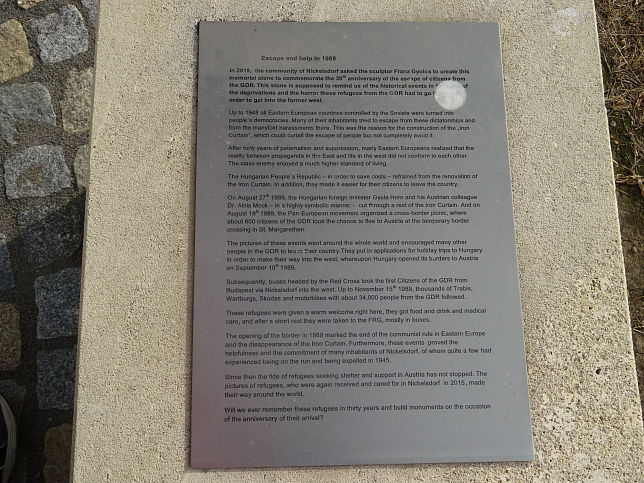 Escape and help in 1989
In 2019, the community of Nickelsdorf asked the sculptor Franz Gyolcs to create this
memorial stone to commemorate the 30th anniversary of the escape of citizens from
the GDR. This stone is supposed to remind us of the historical events in of
the deprivations and the horror these refugees from the GDR had to go in
order to get into the former west.
Up to 1948 all Eastern European countries controlled by the Soviets were turned into
people´s democracies. Many of their inhabitants tried to escape from these dictatorships and
from the manyfold harassments there. This was the reason for the construction of the „Iron
Curtain“, which could curtail the escape of people but not completely avoid it.
After forty years of paternalism and suppression, many Eastern Europeans realized that the
reality between propaganda in the East and life in the west did not conform to each other.
The class enemy enjoyed a much higher standard of living.
The Hungarian People´s Republic – in order to save costs – refrained from the renovation of
the Iron Curtain. In addition, they made it easier for their citizens to leave the country.
On August 27th 1989, the Hungarian foreign minister Gyula Horn and his Austrian colleague
Dr. Alois Mock – in a highly symbolic manner - cut through a rest of the Iron Curtain. And on
August 19th 1989, the Pan-European movement organized a cross-border picnic, where
about 600 citizens of the GDR took the chance to flee to Austria at the temporary border
crossing in St. Margarethen.
The pictures of these events went around the whole world and encouraged many other
people in the GDR to leave their country. They put in applications for holiday trips to Hungary
in order to make their way into the west, whereupon Hungary opened its borders to Austria
on September 10th 1989.
Subsequently, buses headed by the Red Cross took the first Citizens of the GDR from
Budapest via Nickelsdorf into the west. Up to November 15th 1989, thousands of Trabis,
Wartburgs, Skodas and motorbikes with about 34,000 people from the GDR followed.
These refugees were given a warm welcome right here, they got food and drink and medical
care, and after a short rest they were taken to the FRG, mostly in buses.
The opening of the border in 1989 marked the end of the communist rule in Eastern Europe
and the disappearance of the Iron Curtain. Furthermore, these events proved the
helpfulness and the commitment of many inhabitants of Nickelsdorf, of whom quite a few had
experienced being on the run and being expelled in 1945.
Since then the tide of refugees seeking shelter and support in Austria has not stopped. The
pictures of refugees, who were again received and cared for in Nickelsdorf in 2015, made
their way around the world.
Will we ever remember these refugees in thirty years and build monuments on the occasion
of the anniversary of their arrival?